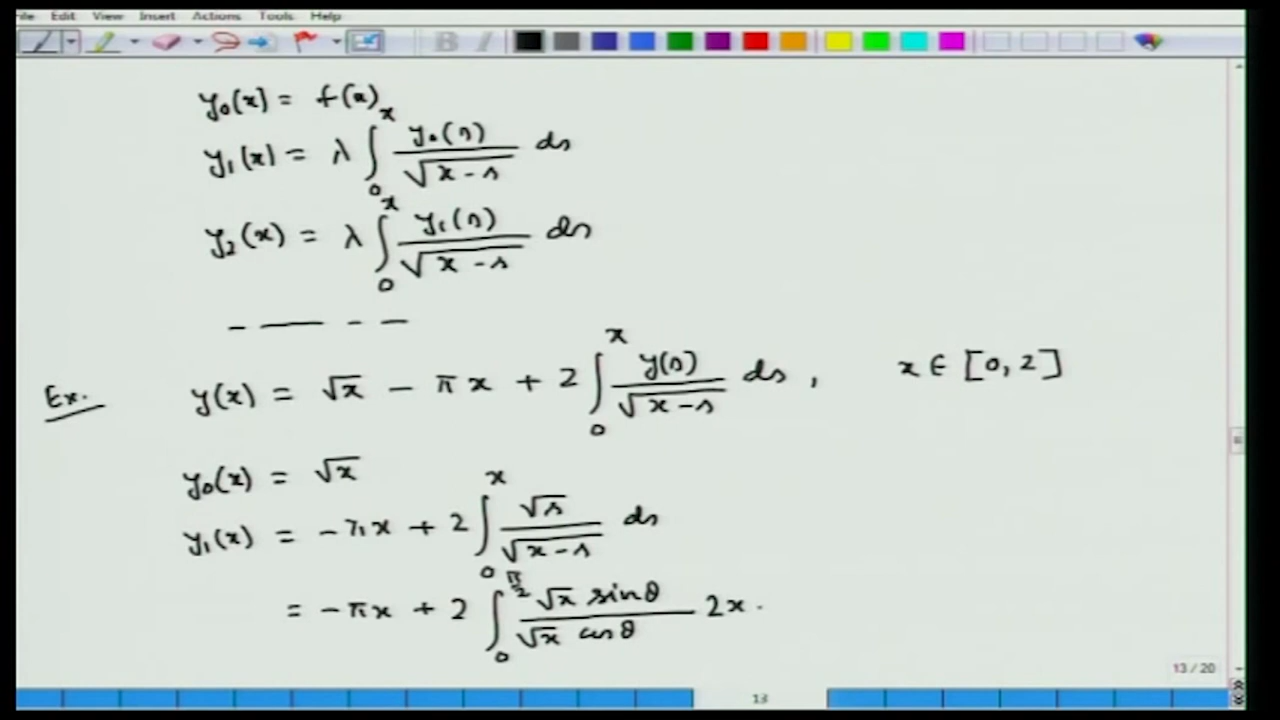 File Edit View Insert Actions Tools Help
B I
y₀(x) = f(x)
y₁(x) = λ ∫₀ˣ y₀(s)/√(x-s) ds
y₂(x) = λ ∫₀ˣ y₁(s)/√(x-s) ds
- — - -
Ex. y(x) = √x - πx + 2 ∫₀ˣ y(s)/√(x-s) ds, x ∈ [0, 2]
y₀(x) = √x
y₁(x) = -πx + 2 ∫₀ˣ √s/√(x-s) ds
= -πx + 2 ∫₀^(π/2) √x sinθ/√x cosθ 2x.
13 / 20
13